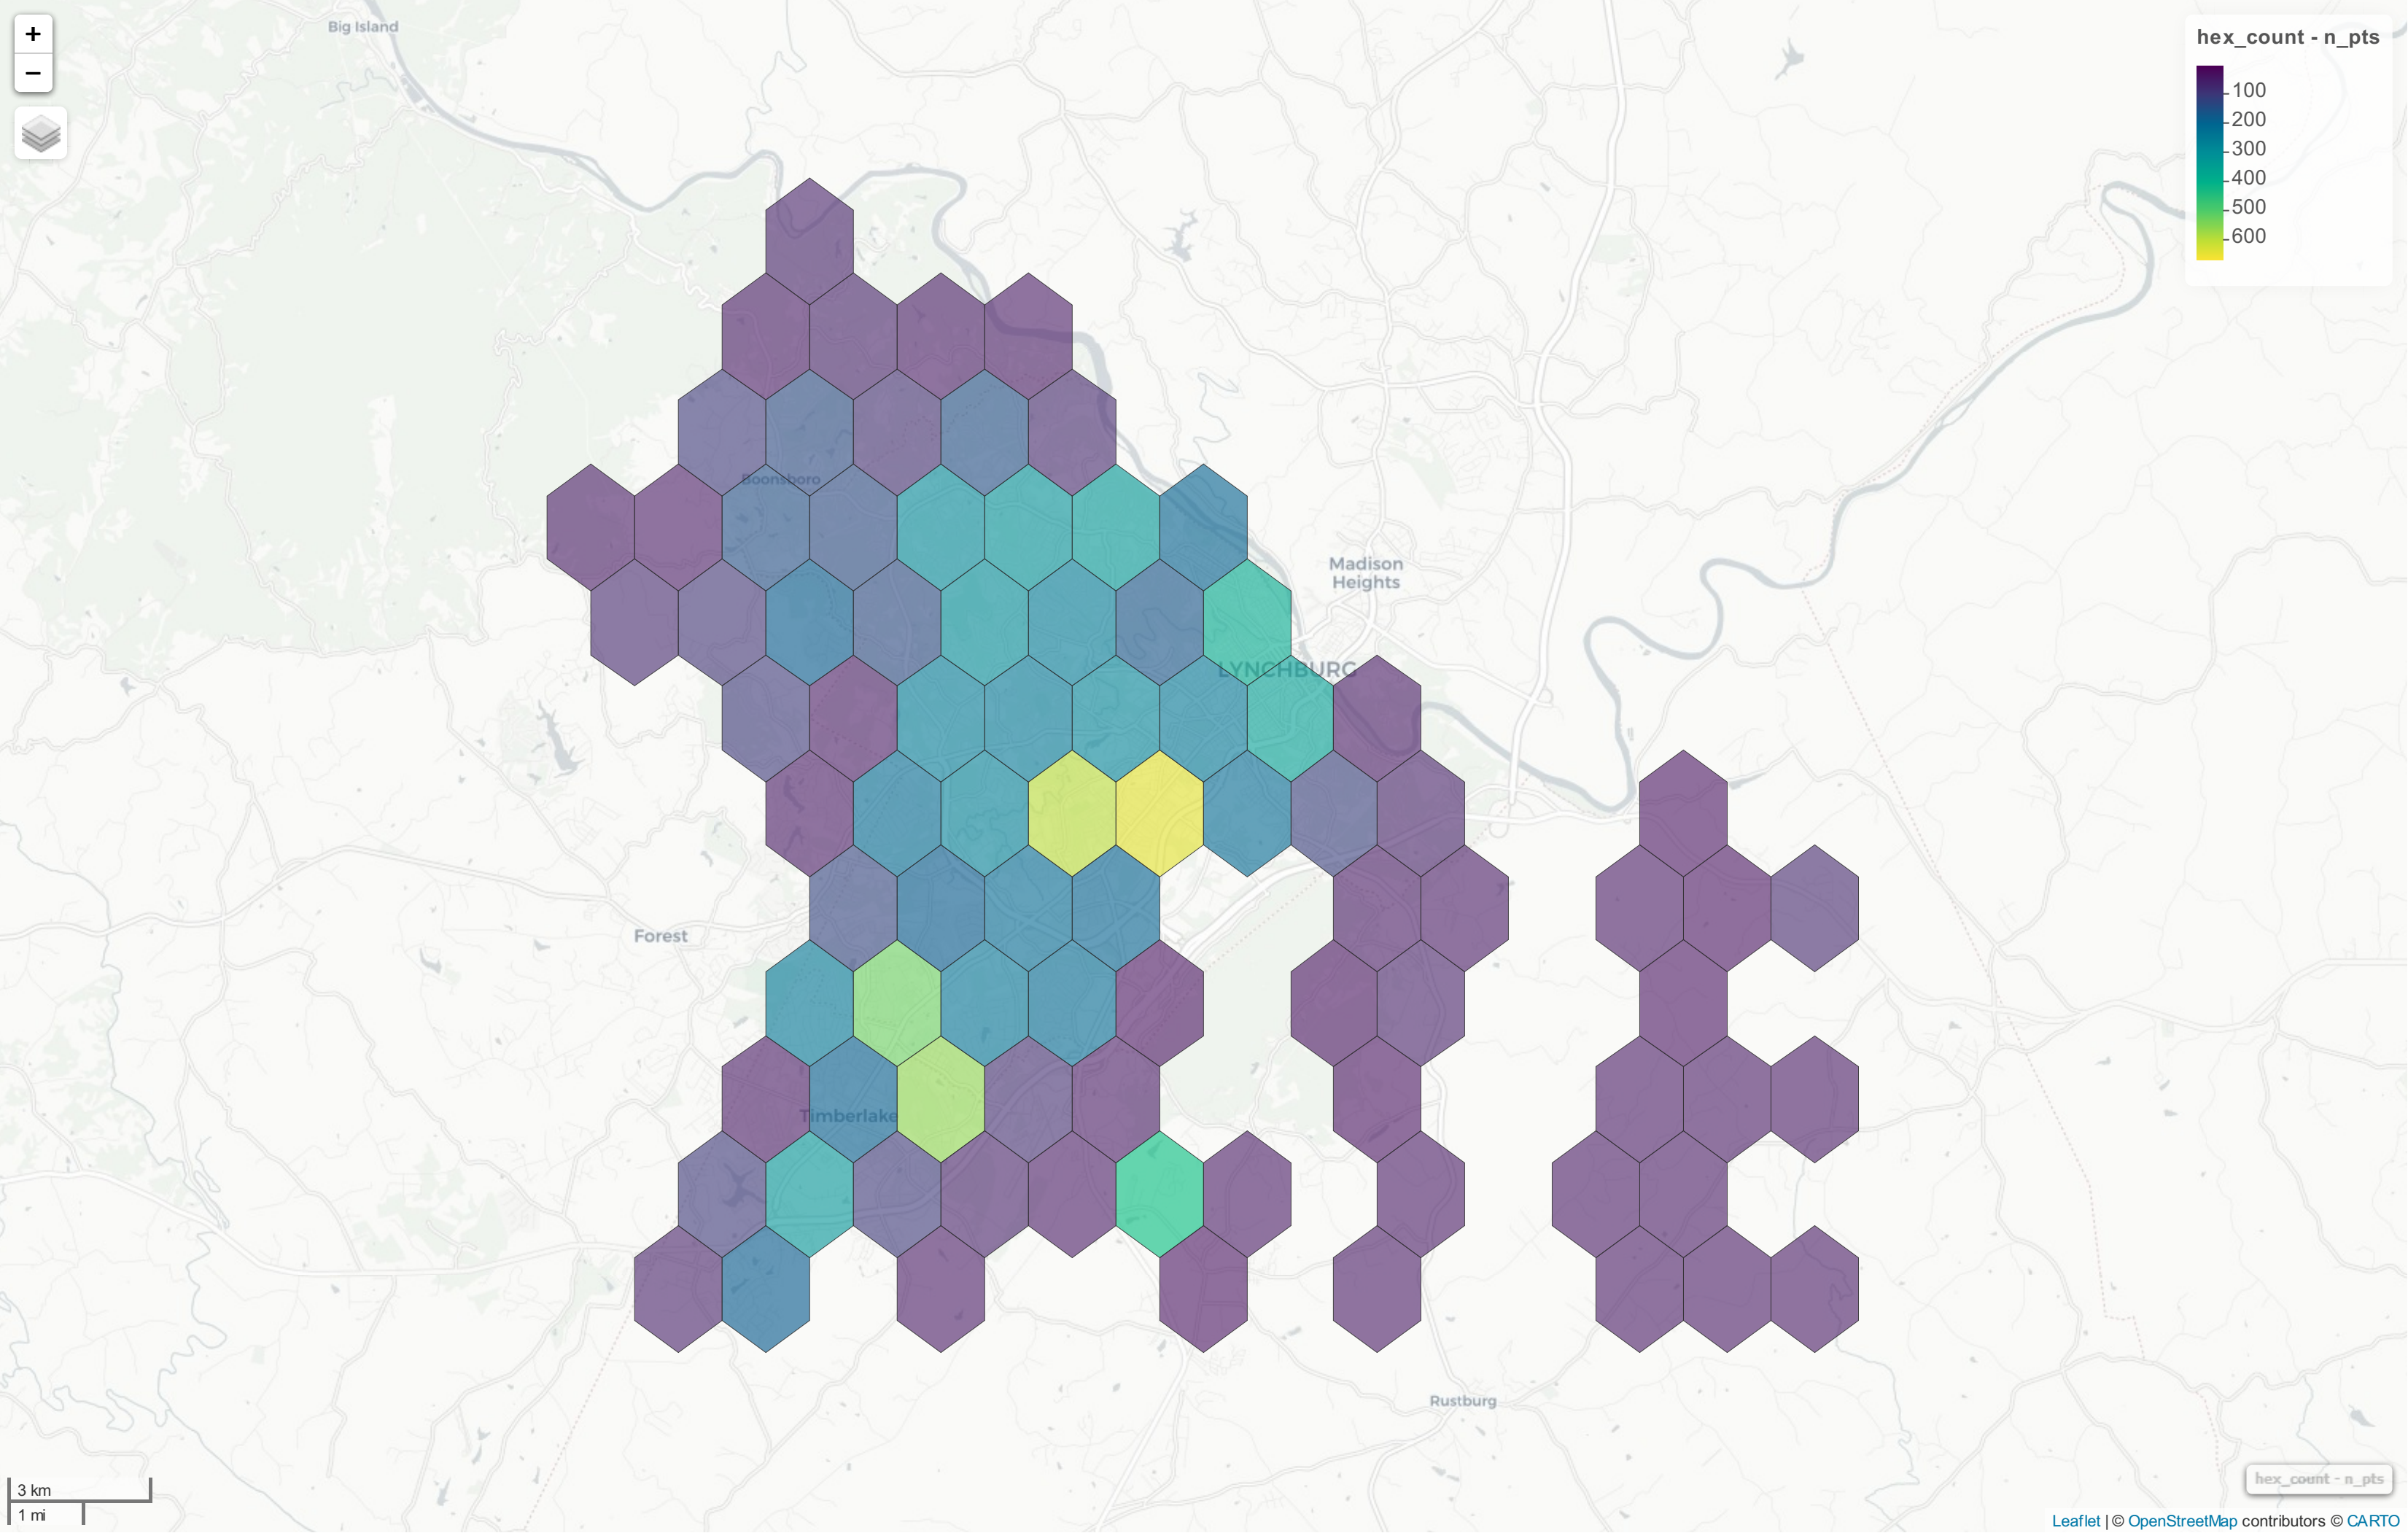 Big Island
+
−
hex_count - n_pts
100
200
300
400
500
600
Boonsboro
Madison
Heights
LYNCHBURG
Forest
Timberlake
Rustburg
3 km
1 mi
hex_count - n_pts
Leaflet | © OpenStreetMap contributors © CARTO